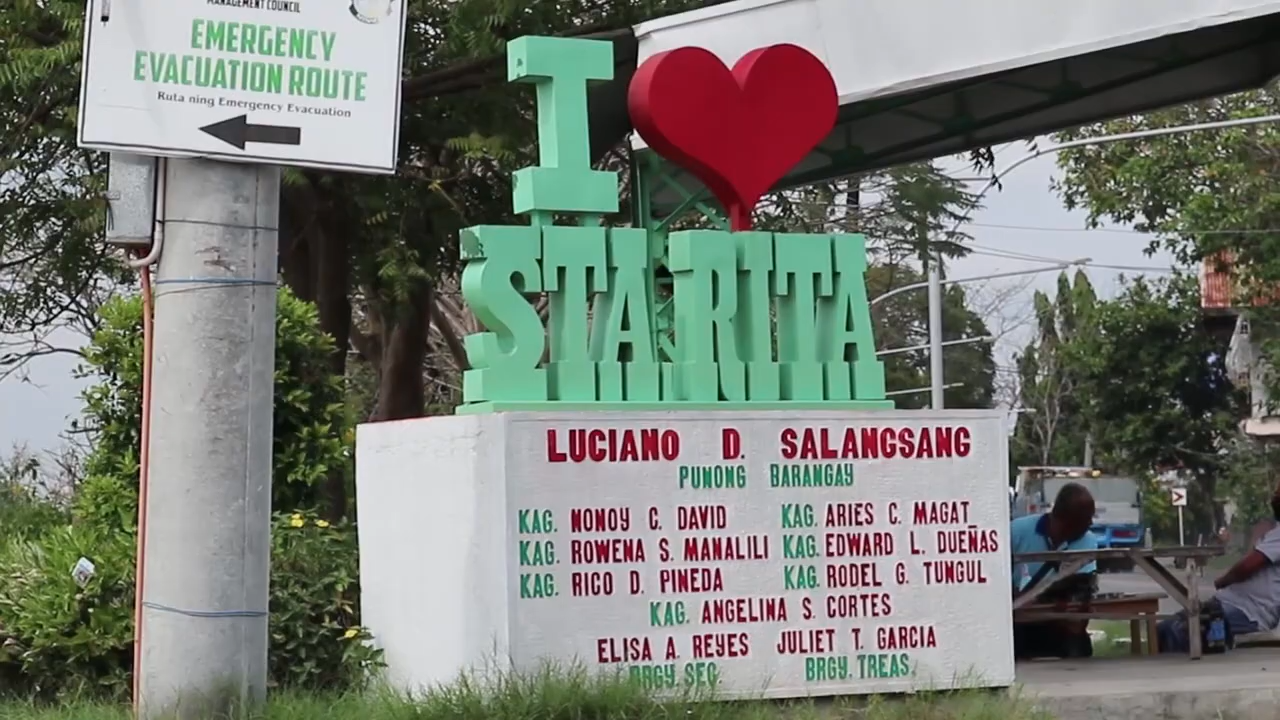 MANAGEMENT COUNCIL
EMERGENCY
EVACUATION ROUTE
Ruta ning Emergency Evacuation
I
STA RITA
LUCIANO D. SALANGSANG
PUNONG BARANGAY
KAG. NONOY C. DAVID KAG. ARIES C. MAGAT
KAG. ROWENA S. MANALILI KAG. EDWARD L. DUEÑAS
KAG. RICO D. PINEDA KAG. RODEL G. TUNGUL
KAG. ANGELINA S. CORTES
ELISA A. REYES JULIET T. GARCIA
BRGY. SEC. BRGY. TREAS.